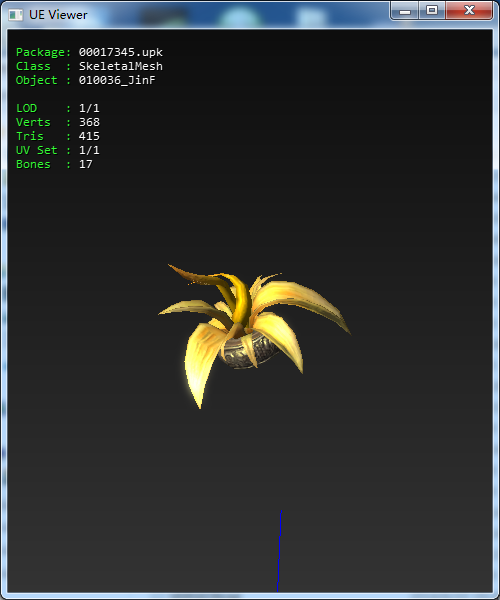 UE Viewer
Package: 00017345.upk
Class : SkeletalMesh
Object : 010036_JinF
LOD : 1/1
Verts : 368
Tris : 415
UV Set : 1/1
Bones : 17